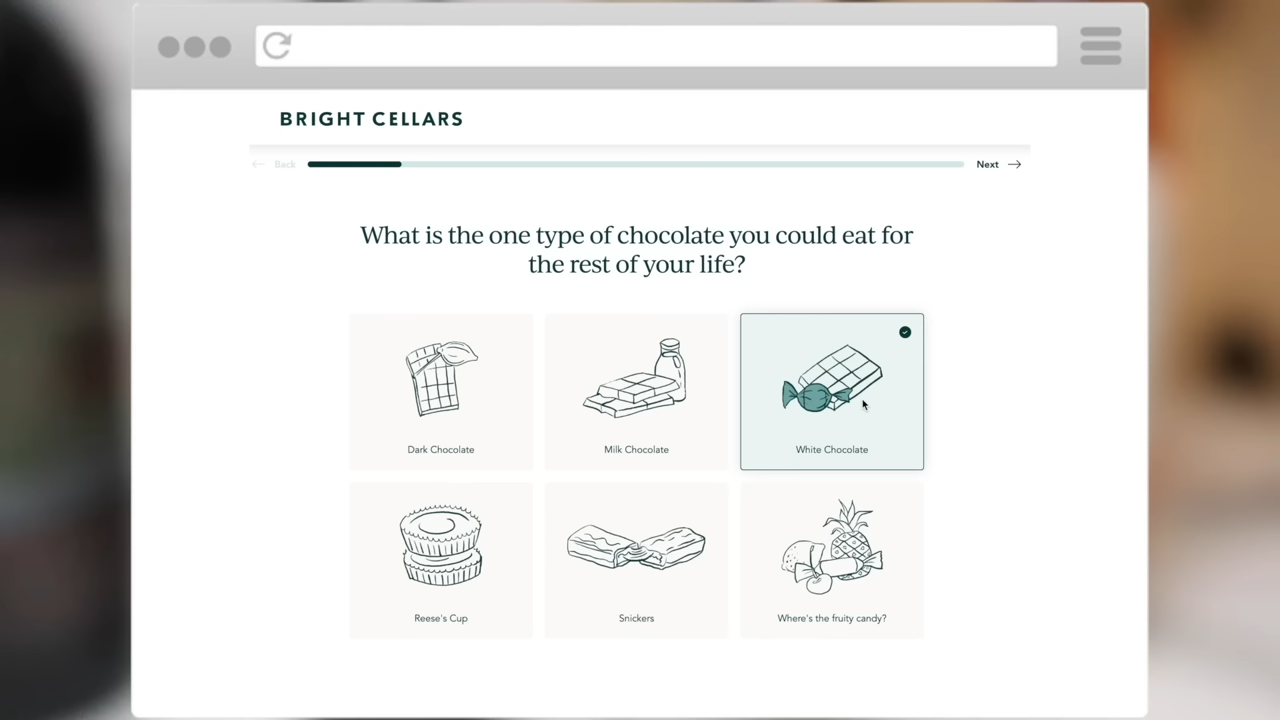 BRIGHT CELLARS
Back
Next
What is the one type of chocolate you could eat for
the rest of your life?
Dark Chocolate
Milk Chocolate
White Chocolate
Reese's Cup
Snickers
Where's the fruity candy?